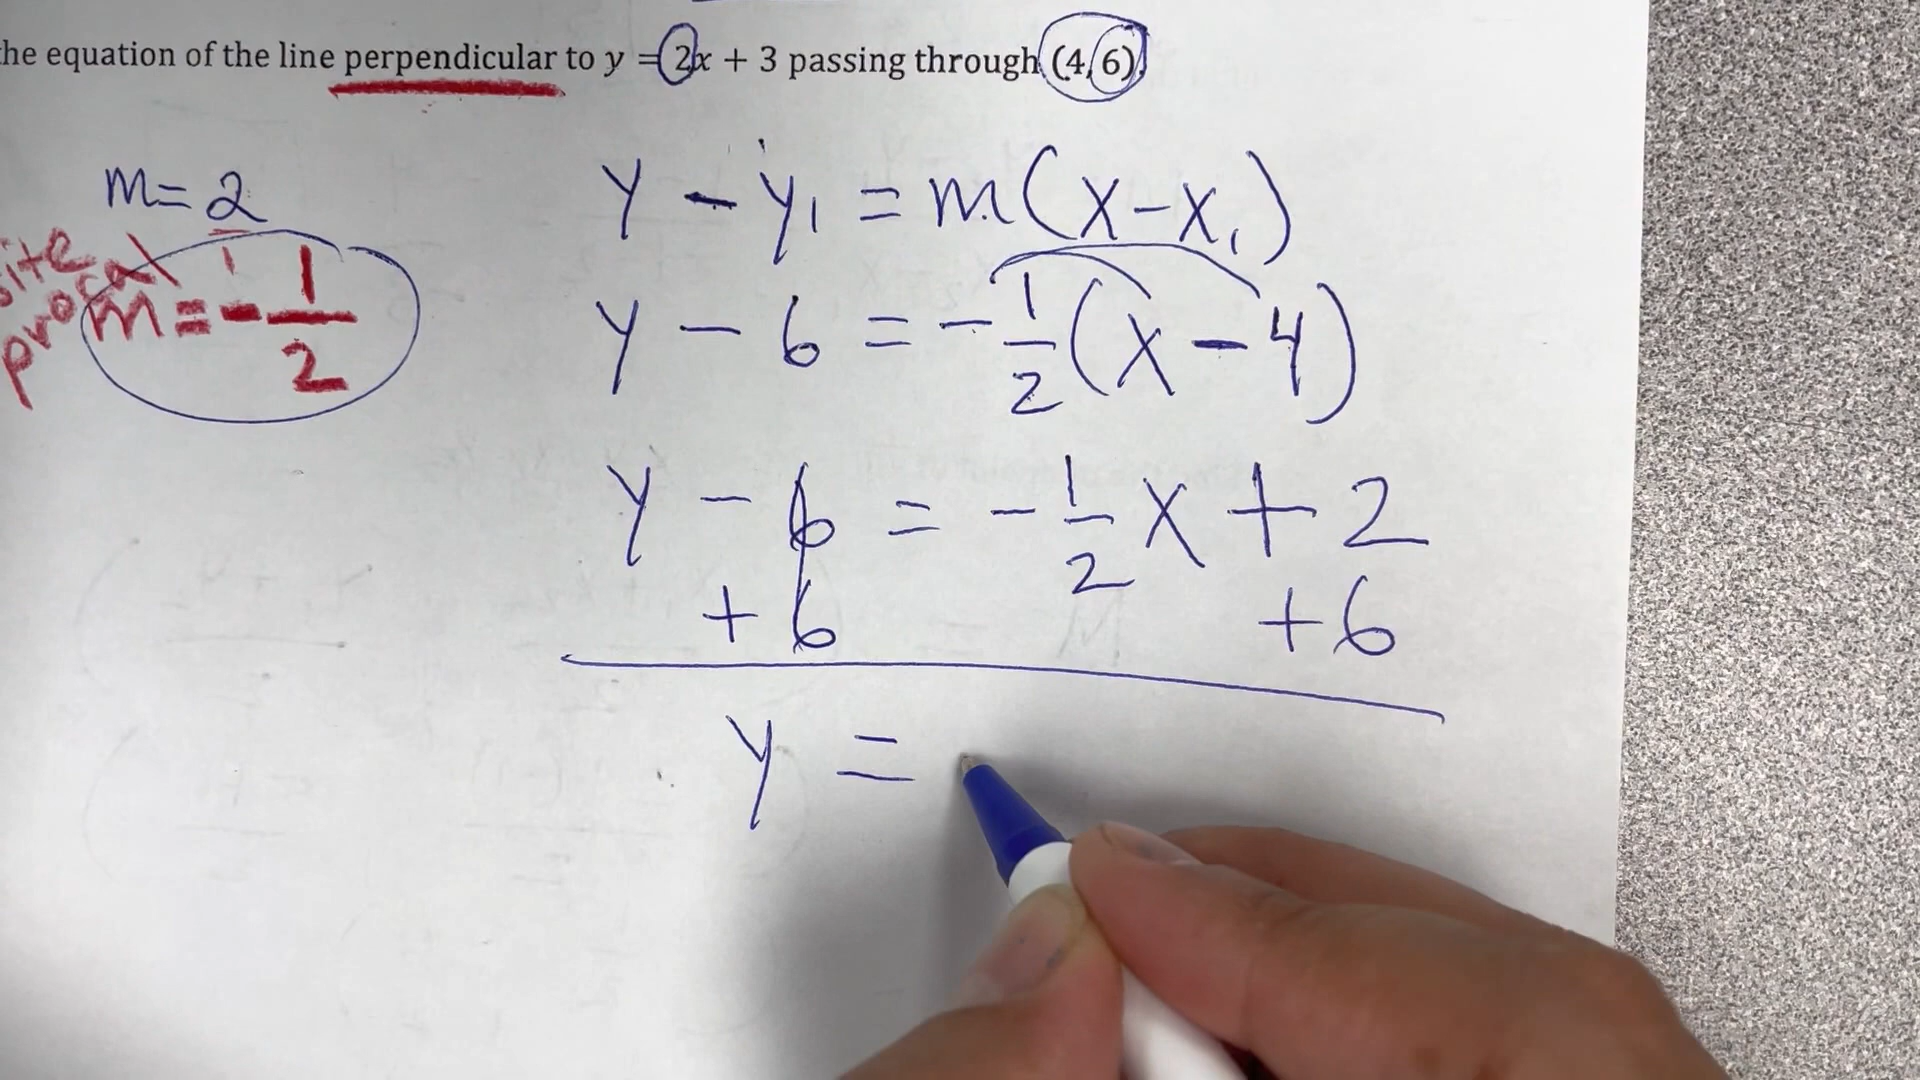 he equation of the line perpendicular to y = 2x + 3 passing through (4,6).
m=2
1
m=-1/2
y - y₁ = m(x-x₁)
y - 6 = -1/2(x-4)
y - 6 = -1/2x+2
+6 +6
y =